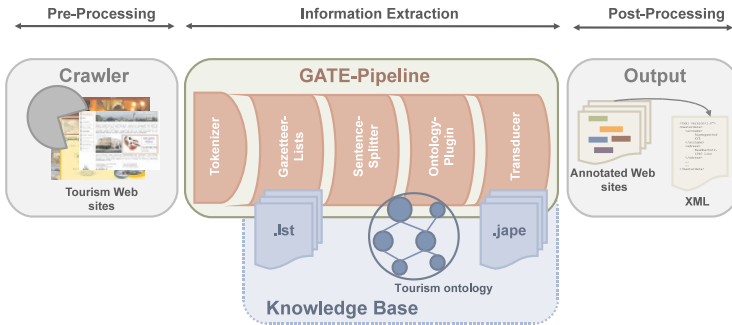 Pre-Processing
Information Extraction
Post-Processing
Crawler
GATE-Pipeline
Output
Tokenizer
Gazetteer-
Lists
Sentence-
Splitter
Ontology-
Plugin
Transducer
Tourism Web
sites
Annotated Web
sites
XML
.lst
.jape
Tourism ontology
Knowledge Base